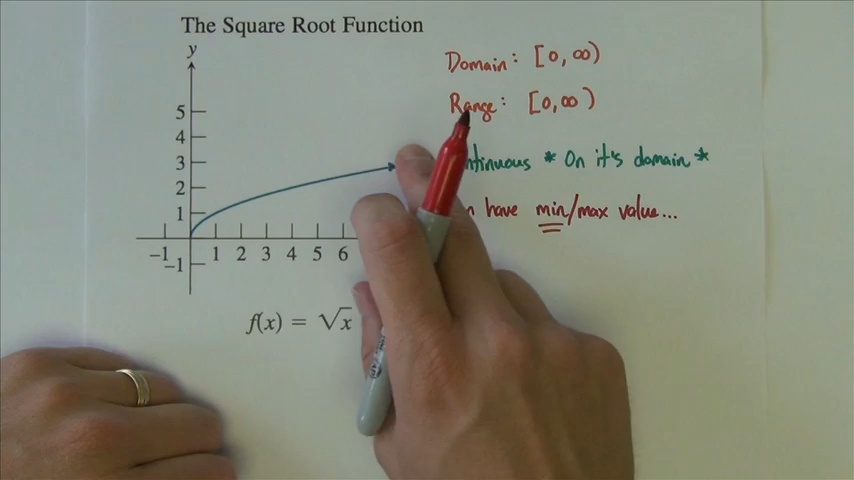 The Square Root Function
y
Domain: [0, ∞)
Range: [0, ∞)
5
4
3
2
1
-1
-1 1 2 3 4 5 6
* On it's domain *
have min/max value...
f(x) = √x